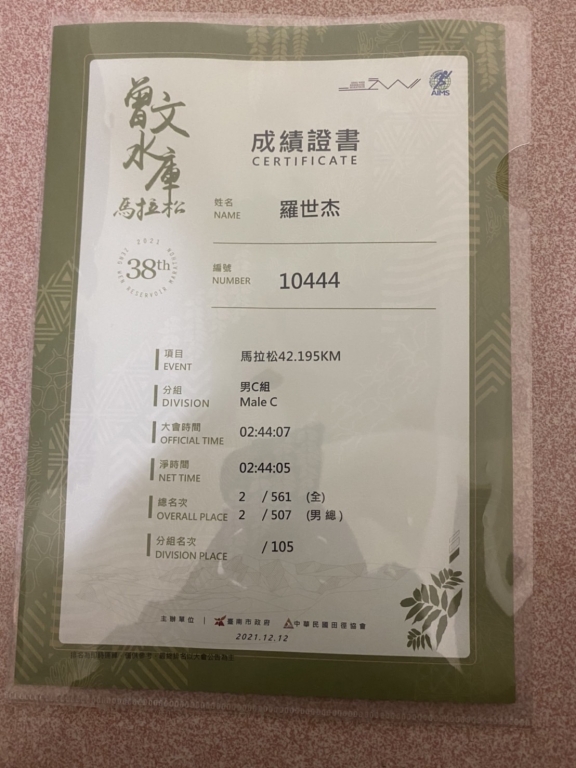 曾文水庫
馬拉松
2021
38th
AIMS
成績證書
CERTIFICATE
姓名
NAME
羅世杰
編號
NUMBER
10444
項目
EVENT
馬拉松42.195KM
分組
DIVISION
男C組
Male C
大會時間
OFFICIAL TIME
02:44:07
淨時間
NET TIME
02:44:05
總名次
OVERALL PLACE
2 / 561 (全)
2 / 507 (男 總 )
分組名次
DIVISION PLACE
/ 105
主辦單位 | 臺南市政府 中華民國田徑協會
2021.12.12